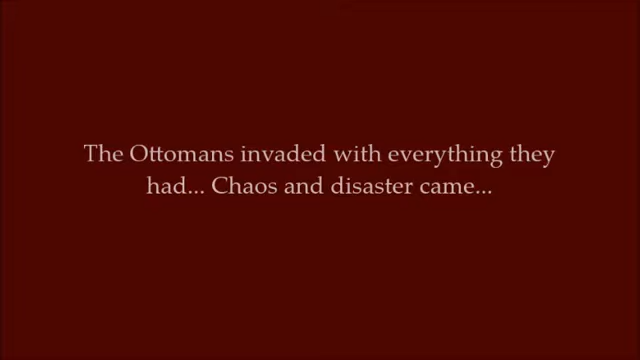 The Ottomans invaded with everything they
had... Chaos and disaster came...